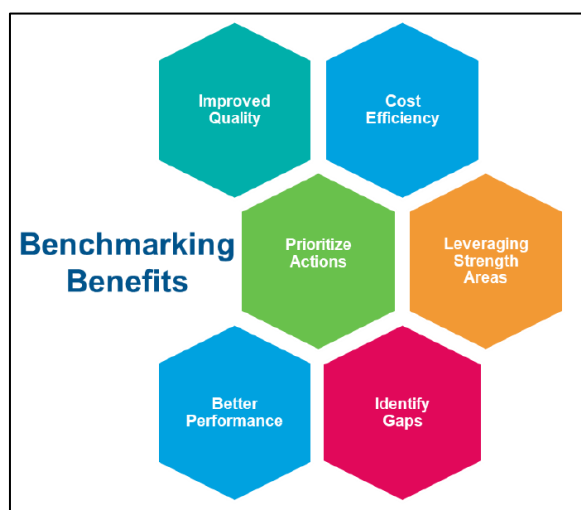 Improved
Quality
Cost
Efficiency
Benchmarking
Benefits
Prioritize
Actions
Leveraging
Strength
Areas
Better
Performance
Identify
Gaps